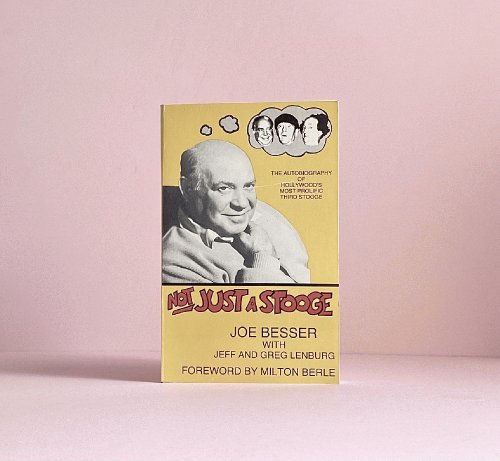 THE AUTOBIOGRAPHY
OF
HOLLYWOOD'S
MOST PROLIFIC
THIRD STOOGE
NOT JUST A STOOGE
JOE BESSER
WITH
JEFF AND GREG LENBURG
FOREWORD BY MILTON BERLE